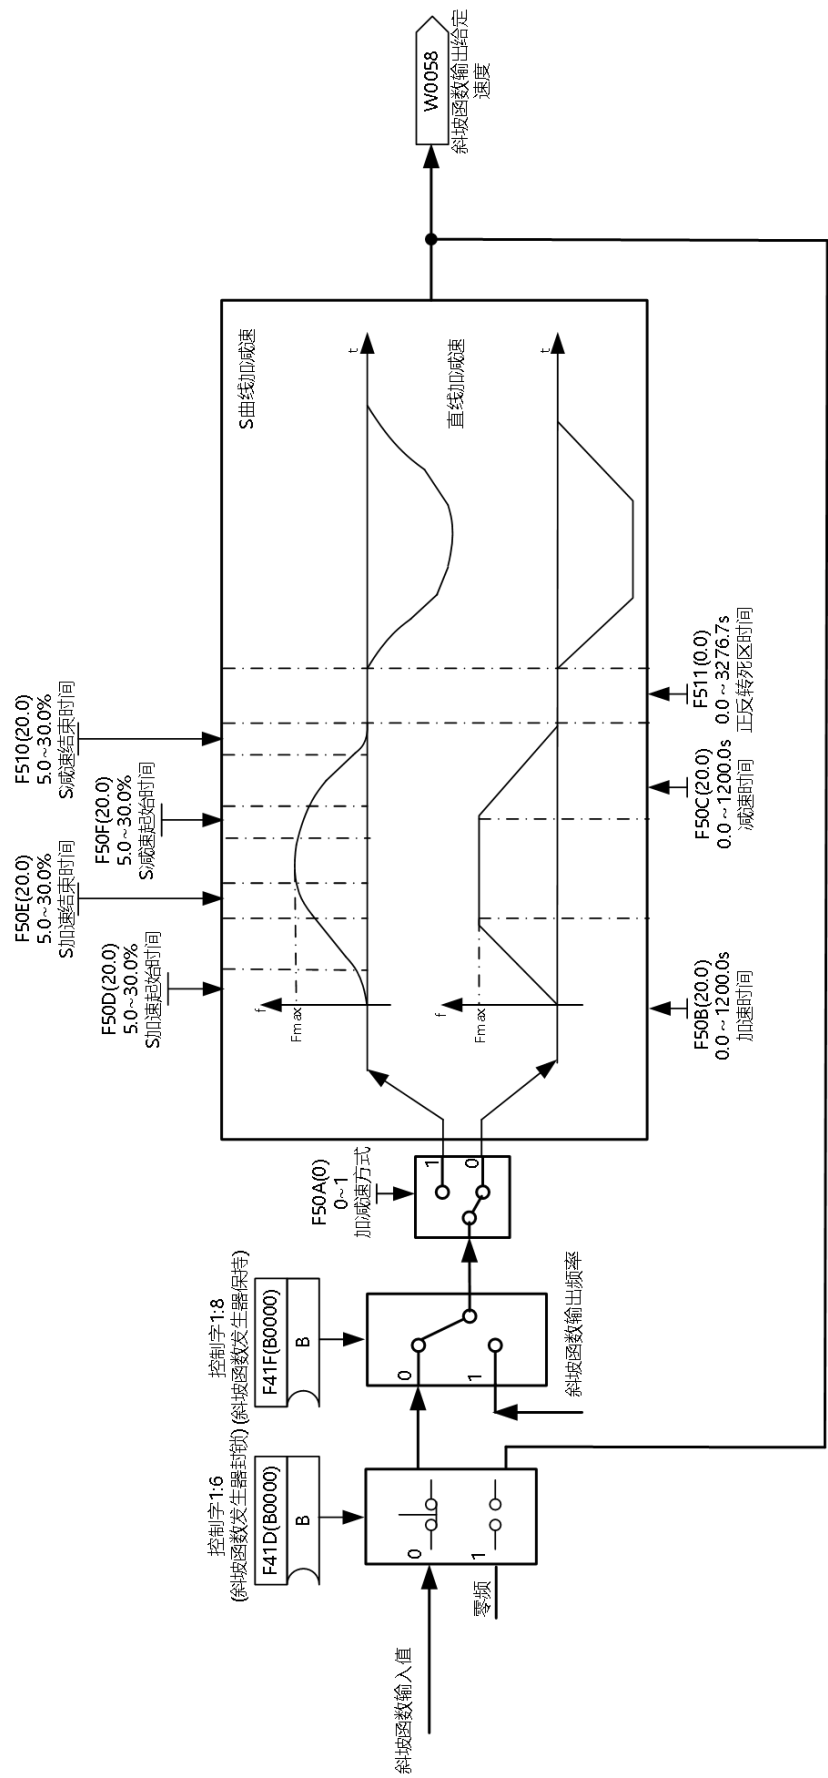 斜坡函数输入值
零频
0
1
控制字1:6
(斜坡函数发生器封锁)
F41D(B0000)
B
控制字1:8
(斜坡函数发生器保持)
F41F(B0000)
B
0
1
斜坡函数输出频率
F50A(0)
0~1
加减速方式
1
0
F50D(20.0)
5.0~30.0%
S加速起始时间
F50E(20.0)
5.0~30.0%
S加速结束时间
F50F(20.0)
5.0~30.0%
S减速起始时间
F510(20.0)
5.0~30.0%
S减速结束时间
S曲线加减速
f
Fmax
t
直线加减速
f
Fmax
t
F50B(20.0)
0.0~1200.0s
加速时间
F50C(20.0)
0.0~1200.0s
减速时间
F511(0.0)
0.0~3276.7s
正反转死区时间
W0058
斜坡函数输出给定
速度